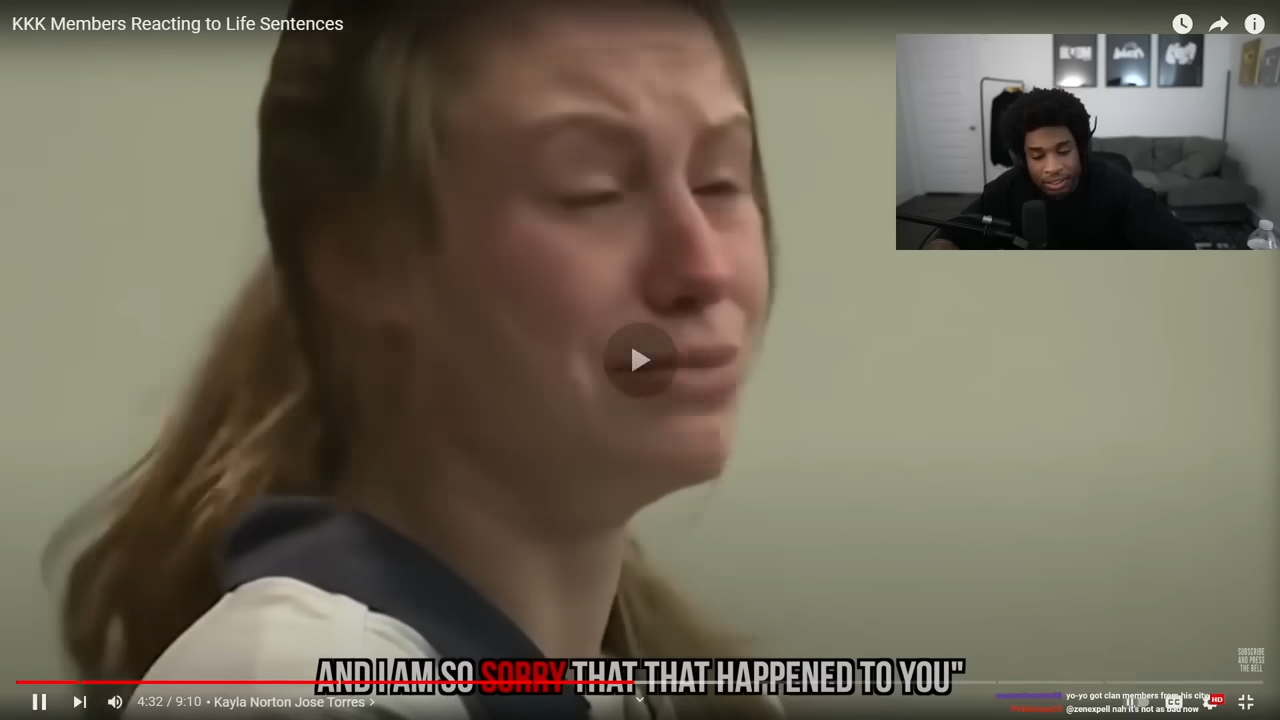 KKK Members Reacting to Life Sentences
AND I AM SO SORRY THAT THAT HAPPENED TO YOU"
SUBSCRIBE
AND PRESS
THE BELL
4:32 / 9:10 • Kayla Norton Jose Torres
HD
yo-yo got clan members from his city
@zenexpell nah it's not as bad now